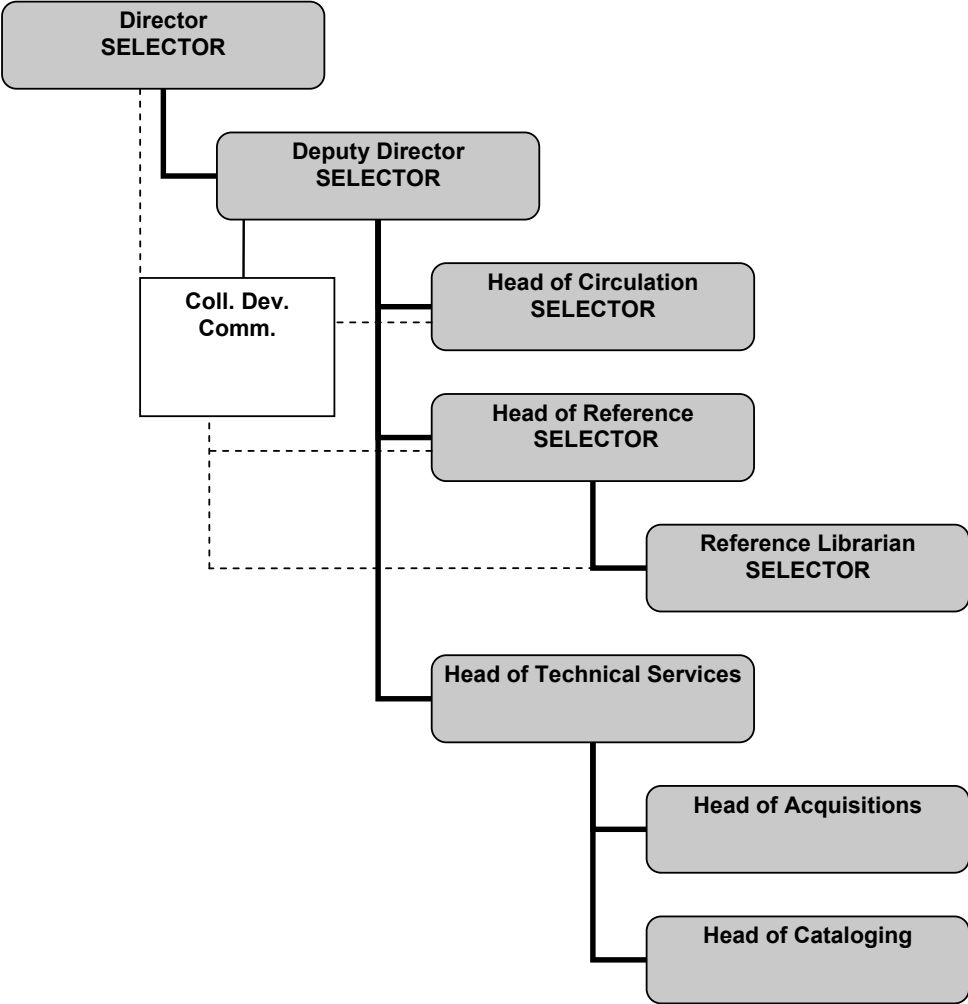 Director
SELECTOR
Deputy Director
SELECTOR
Coll. Dev.
Comm.
Head of Circulation
SELECTOR
Head of Reference
SELECTOR
Reference Librarian
SELECTOR
Head of Technical Services
Head of Acquisitions
Head of Cataloging